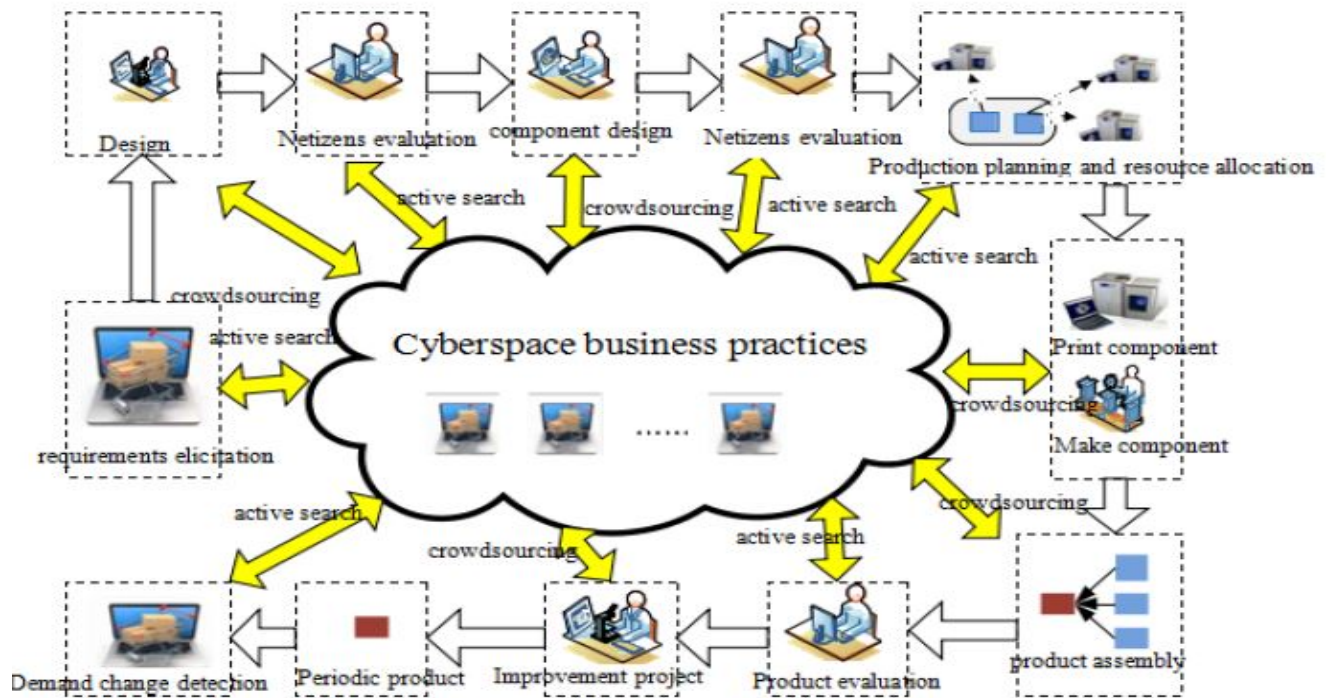 Design
Netizens evaluation
component design
Netizens evaluation
Production planning and resource allocation
active search
crowdsourcing
active search
active search
crowdsourcing
active search
Cyberspace business practices
Print component
crowdsourcing
Make component
requirements elicitation
......
active search
crowdsourcing
active search
crowdsourcing
Demand change detection
Periodic product
Improvement project
Product evaluation
product assembly